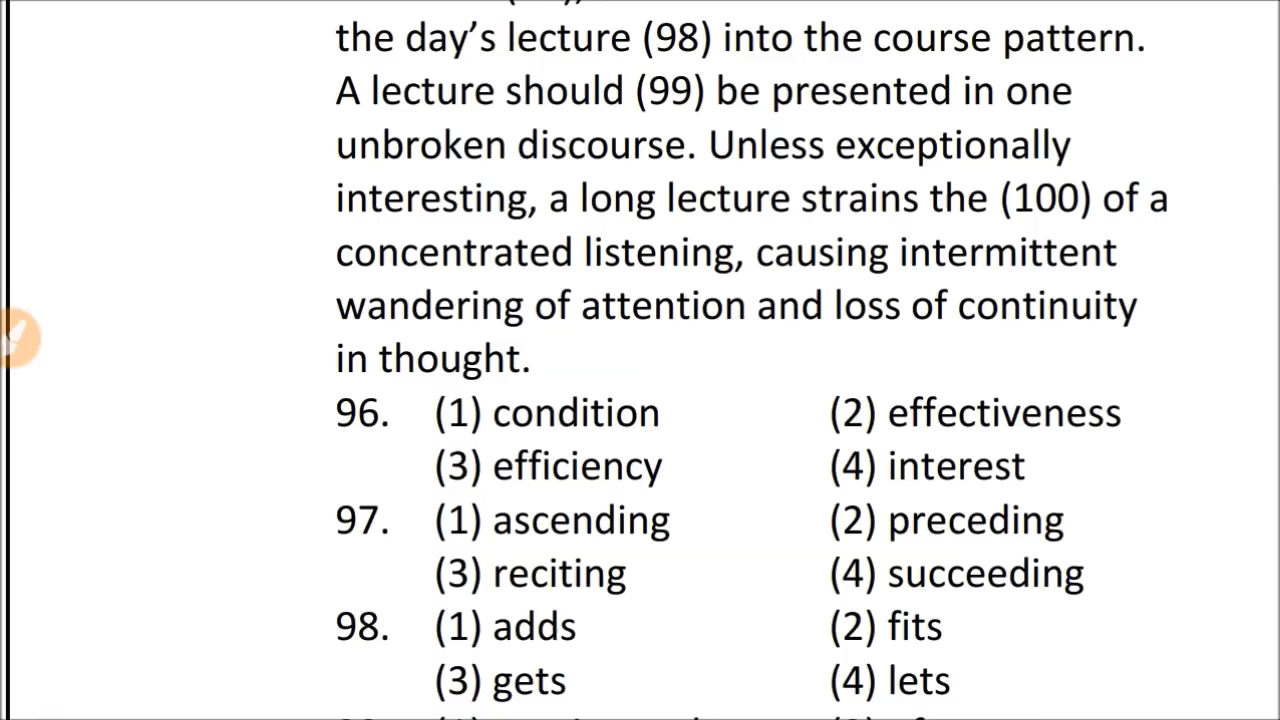 the day's lecture (98) into the course pattern.
A lecture should (99) be presented in one
unbroken discourse. Unless exceptionally
interesting, a long lecture strains the (100) of a
concentrated listening, causing intermittent
wandering of attention and loss of continuity
in thought.
96. (1) condition (2) effectiveness
(3) efficiency (4) interest
97. (1) ascending (2) preceding
(3) reciting (4) succeeding
98. (1) adds (2) fits
(3) gets (4) lets